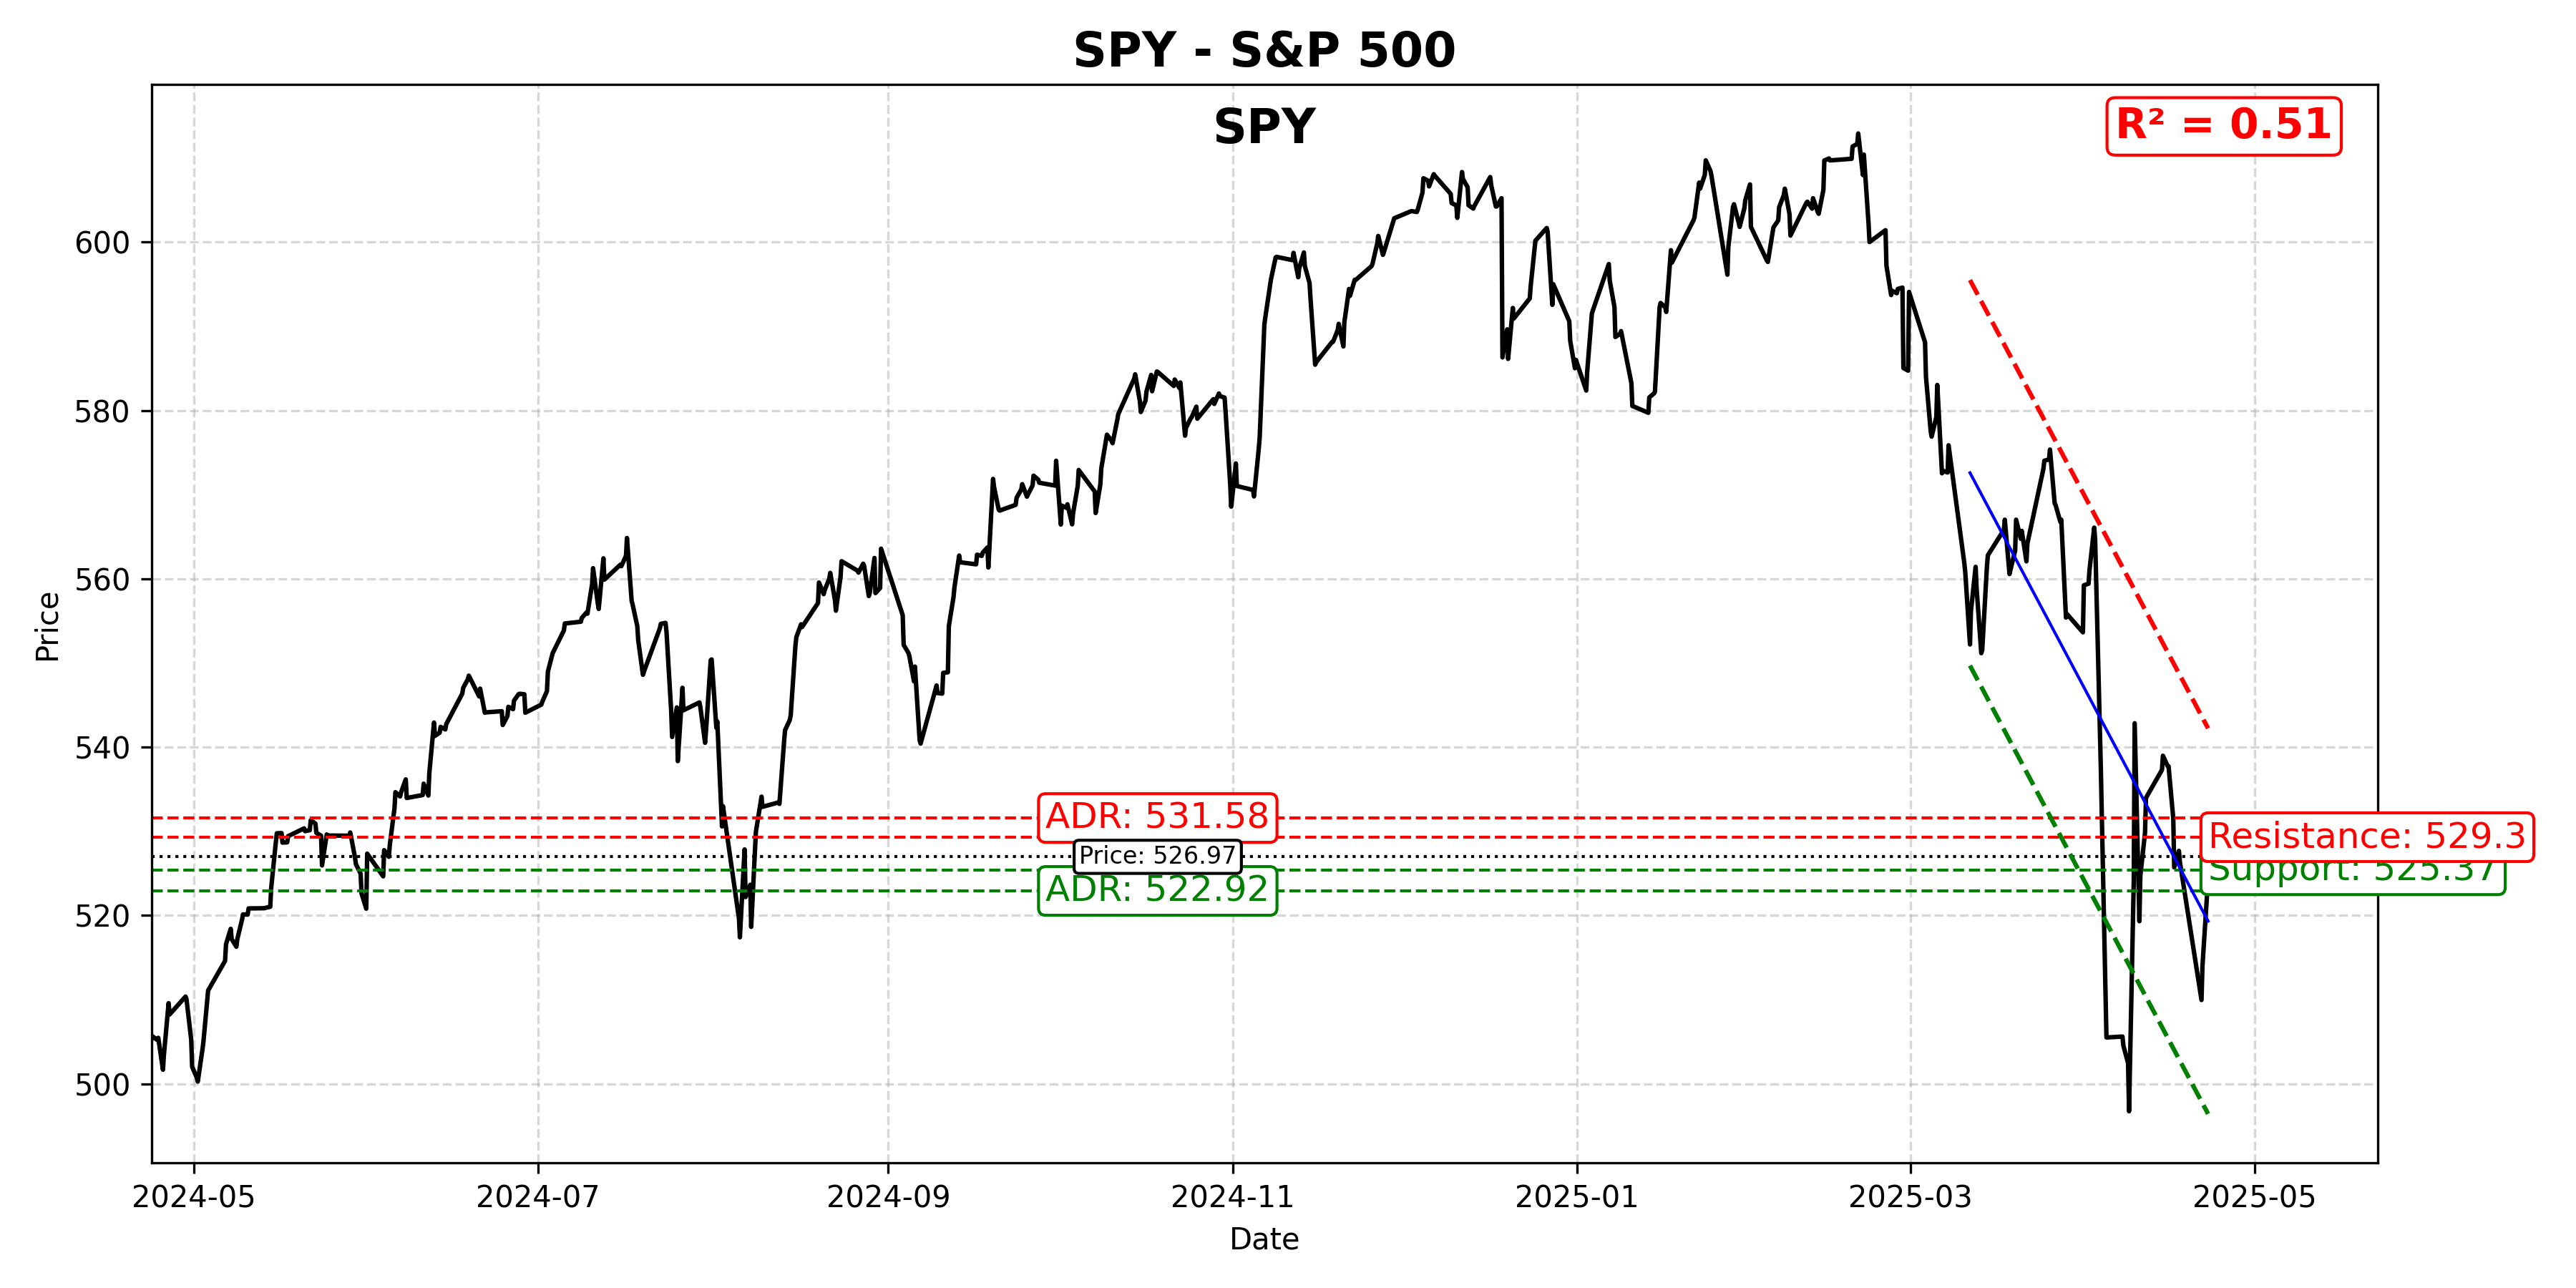 SPY - S&P 500
SPY
R² = 0.51
Price
600
580
560
540
520
500
ADR: 531.58
Price: 526.97
ADR: 522.92
Resistance: 529.3
Support: 525.37
2024-05
2024-07
2024-09
2024-11
2025-01
2025-03
2025-05
Date